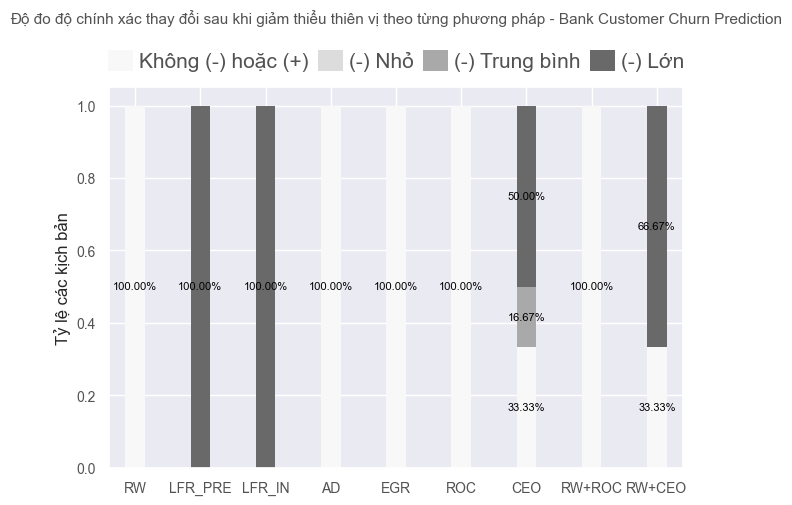 Độ đo độ chính xác thay đổi sau khi giảm thiểu thiên vị theo từng phương pháp - Bank Customer Churn Prediction
Không (-) hoặc (+) (-) Nhỏ (-) Trung bình (-) Lớn
1.0
0.8
0.6
0.4
0.2
0.0
Tỷ lệ các kịch bản
50.00%
66.67%
100.00% 100.00% 100.00% 100.00% 100.00% 100.00% 100.00%
16.67%
33.33% 33.33%
RW LFR_PRE LFR_IN AD EGR ROC CEO RW+ROC RW+CEO